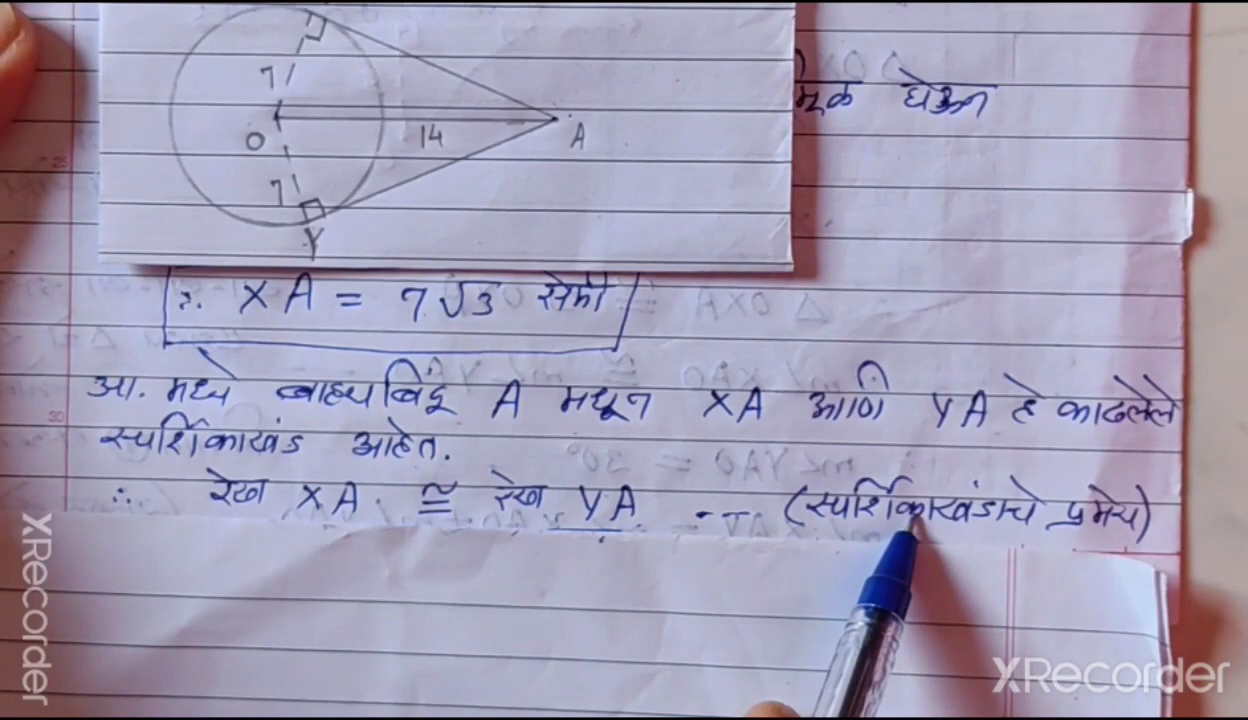 7
O
14
A
7
Y
घेऊन
∴ XA = 7√3 सेमी
आ. मध्ये बाह्यबिंदू A मधून XA आणि YA हे काढलेले
स्पर्शिकाखंड आहेत.
∴ रेख XA ≅ रेख YA --- (स्पर्शिकाखंडाचे प्रमेय)
XRecorder
XRecorder